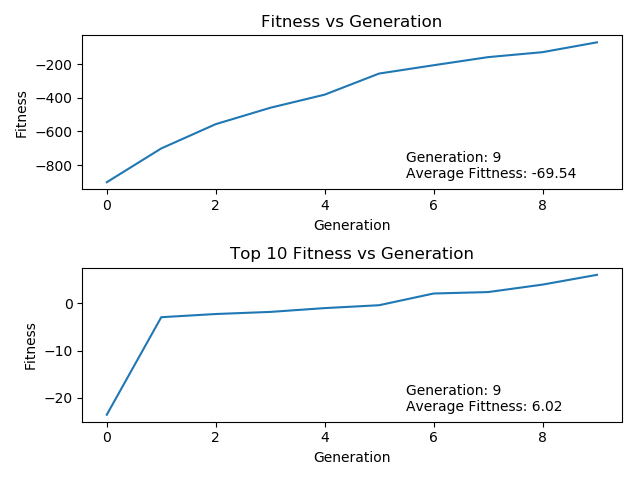 Fitness vs Generation
−200
−400
−600
−800
Fitness
Generation: 9
Average Fittness: -69.54
0 2 4 6 8
Generation
Top 10 Fitness vs Generation
0
−10
−20
Fitness
Generation: 9
Average Fittness: 6.02
0 2 4 6 8
Generation